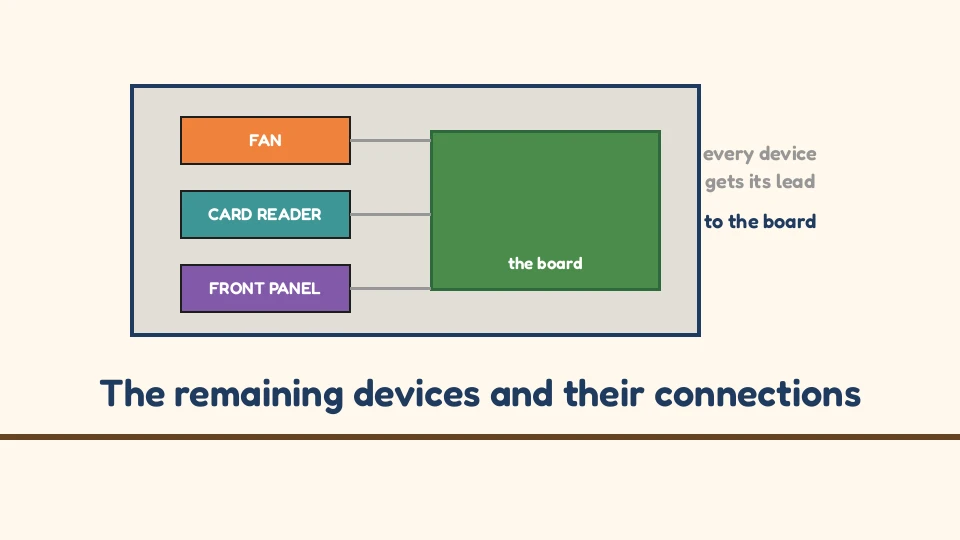 FAN
CARD READER
FRONT PANEL
the board
every device
gets its lead
to the board
The remaining devices and their connections